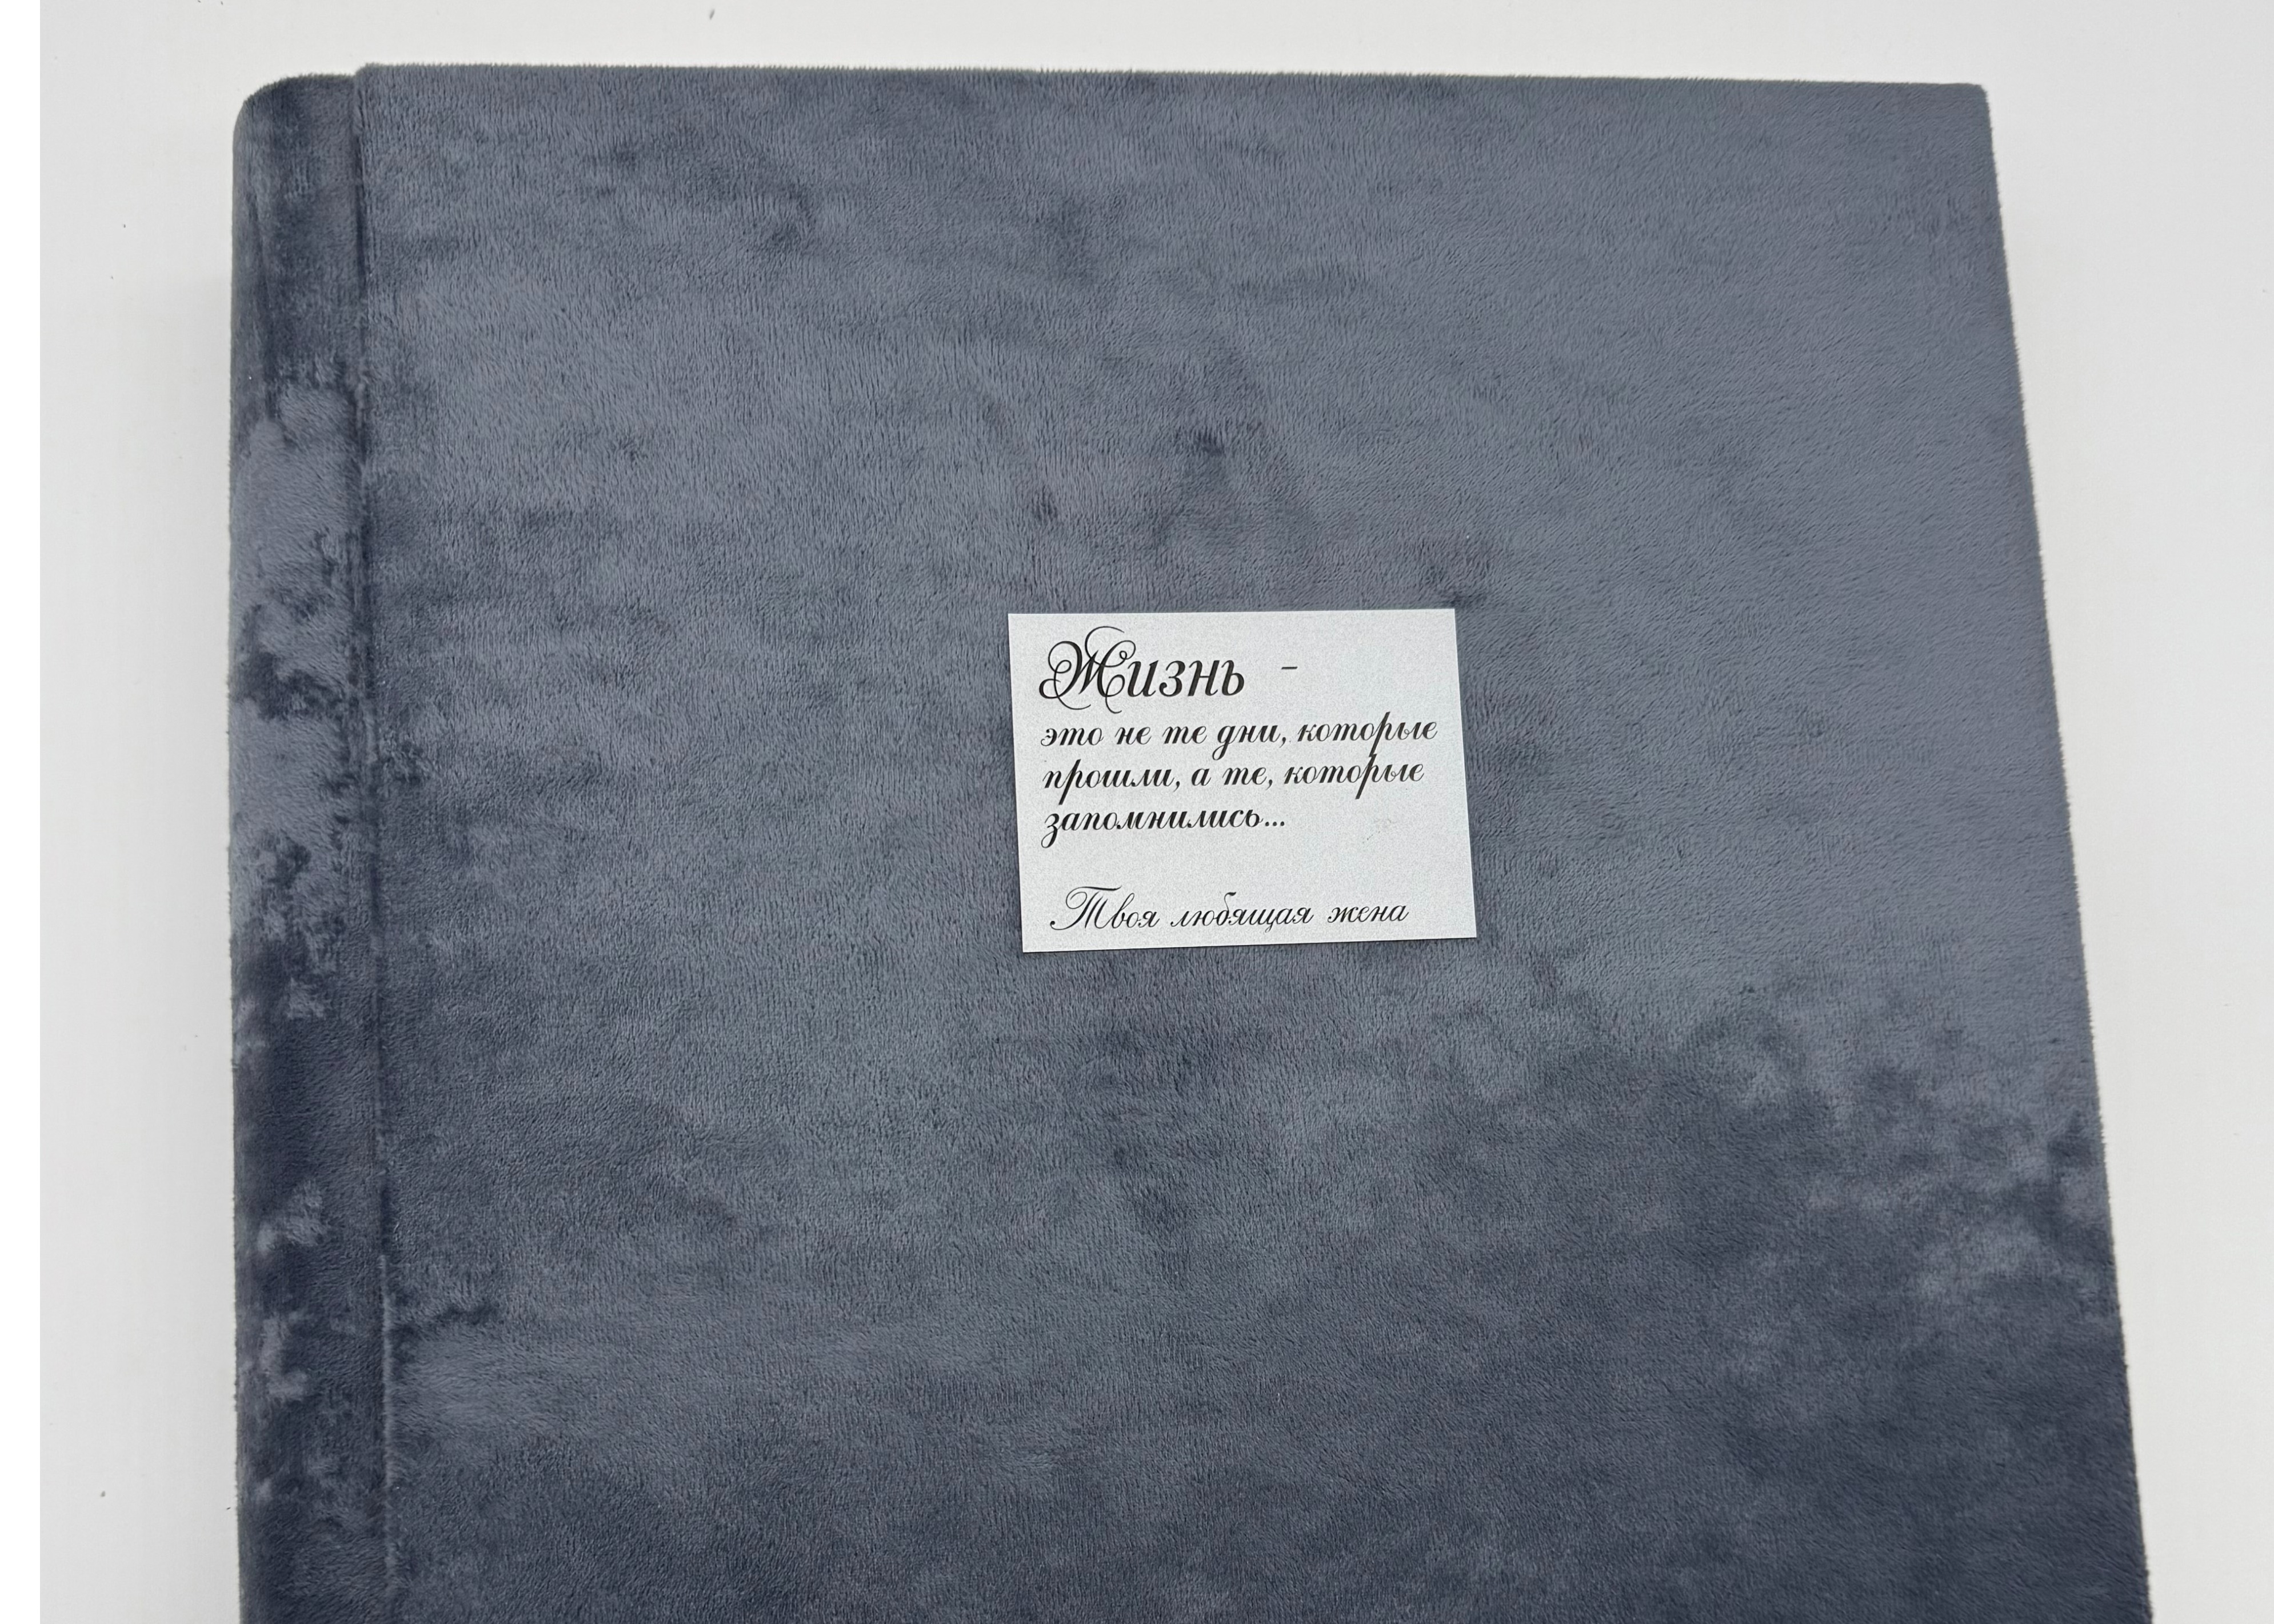 Жизнь -
это не те дни, которые
прошли, а те, которые
запомнились...
Твоя любящая жена